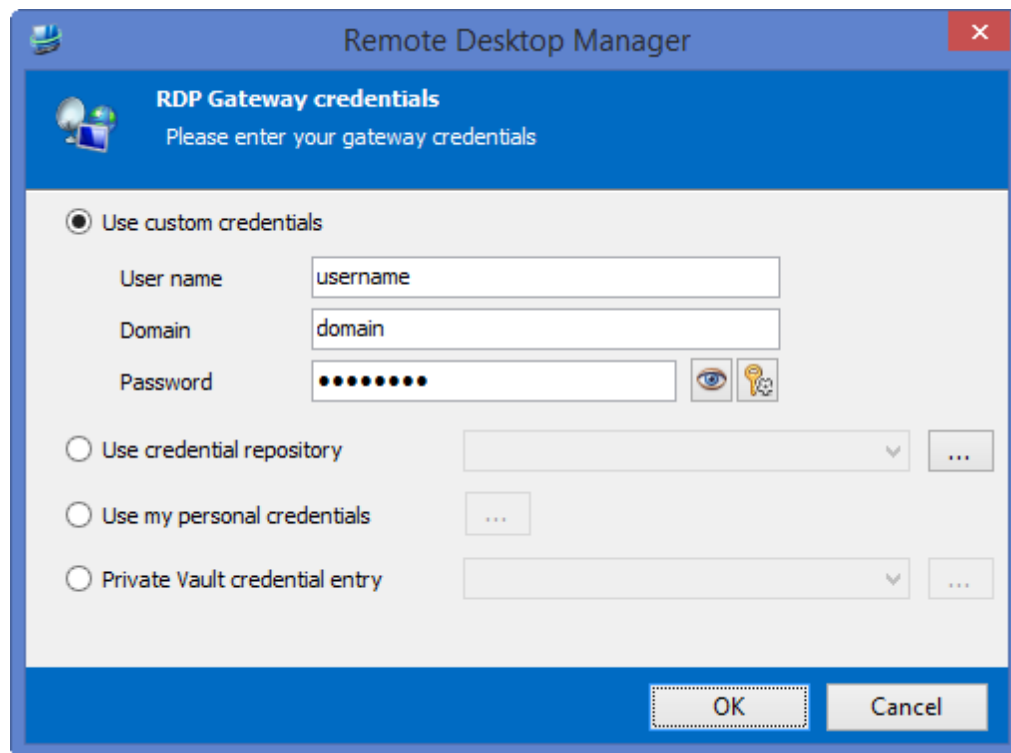 Remote Desktop Manager
RDP Gateway credentials
Please enter your gateway credentials
Use custom credentials
User name username
Domain domain
Password ••••••••
Use credential repository ...
Use my personal credentials ...
Private Vault credential entry ...
OK Cancel